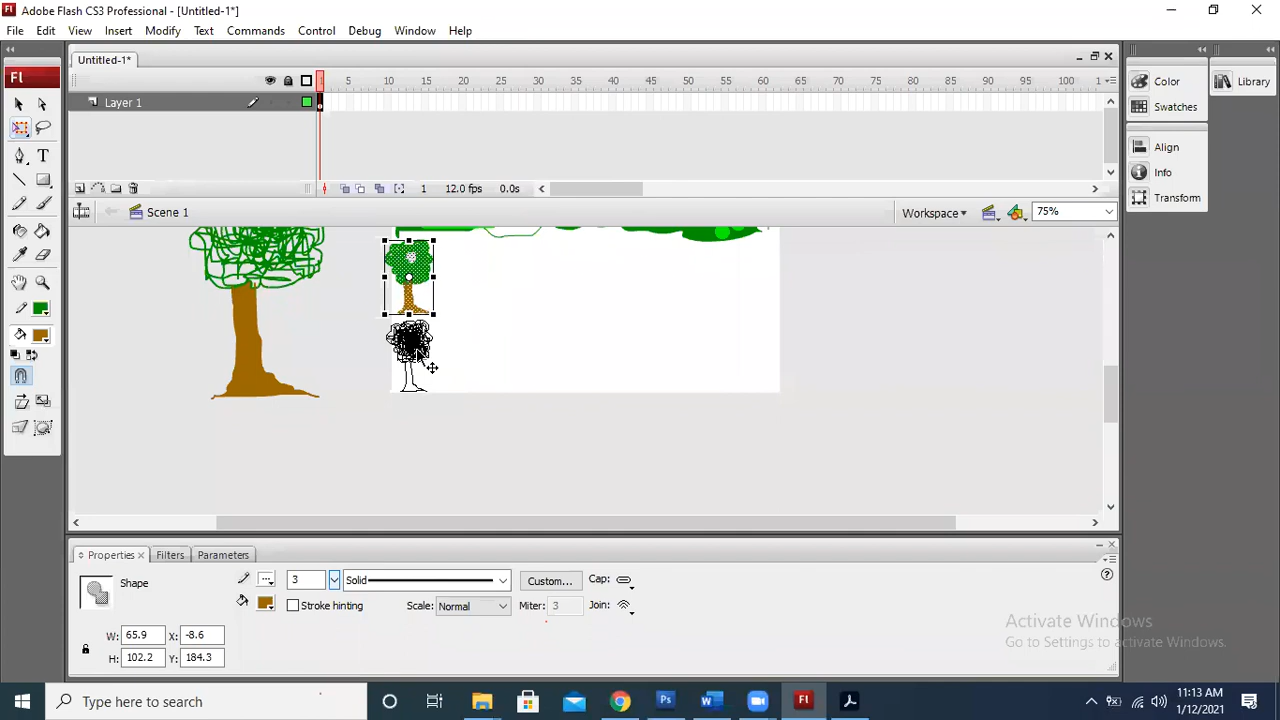 Adobe Flash CS3 Professional - [Untitled-1*]
File Edit View Insert Modify Text Commands Control Debug Window Help
Untitled-1*
Fl
1 5 10 15 20 25 30 35 40 45 50 55 60 65 70 75 80 85 90 95 100 1
Layer 1
1 12.0 fps 0.0s
Scene 1
Workspace
75%
Color
Swatches
Align
Info
Transform
Library
T
Properties Filters Parameters
Shape
3
Solid
Custom...
Cap:
Stroke hinting
Scale: Normal
Miter: 3
Join:
W: 65.9 X: -8.6
H: 102.2 Y: 184.3
Activate Windows
Go to Settings to activate Windows.
Type here to search
Ps
W
Fl
11:13 AM
1/12/2021